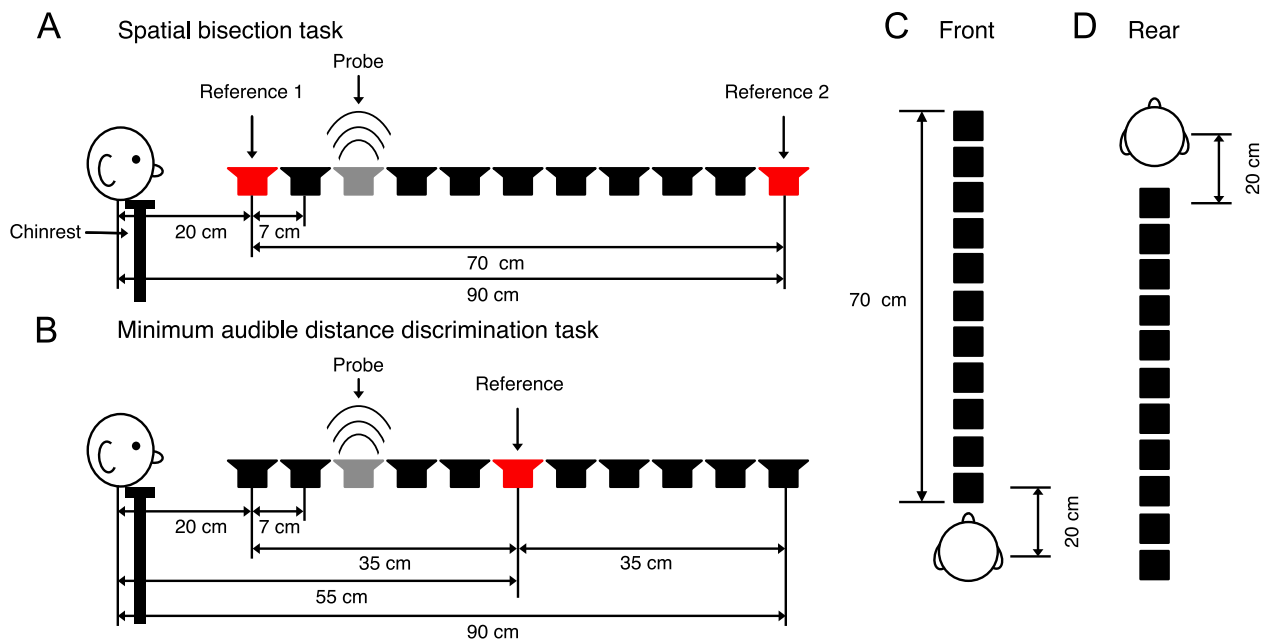 A Spatial bisection task
Probe
Reference 1
Reference 2
Chinrest
20 cm
7 cm
70 cm
90 cm
B Minimum audible distance discrimination task
Probe
Reference
20 cm
7 cm
35 cm
35 cm
55 cm
90 cm
C Front
70 cm
20 cm
D Rear
20 cm